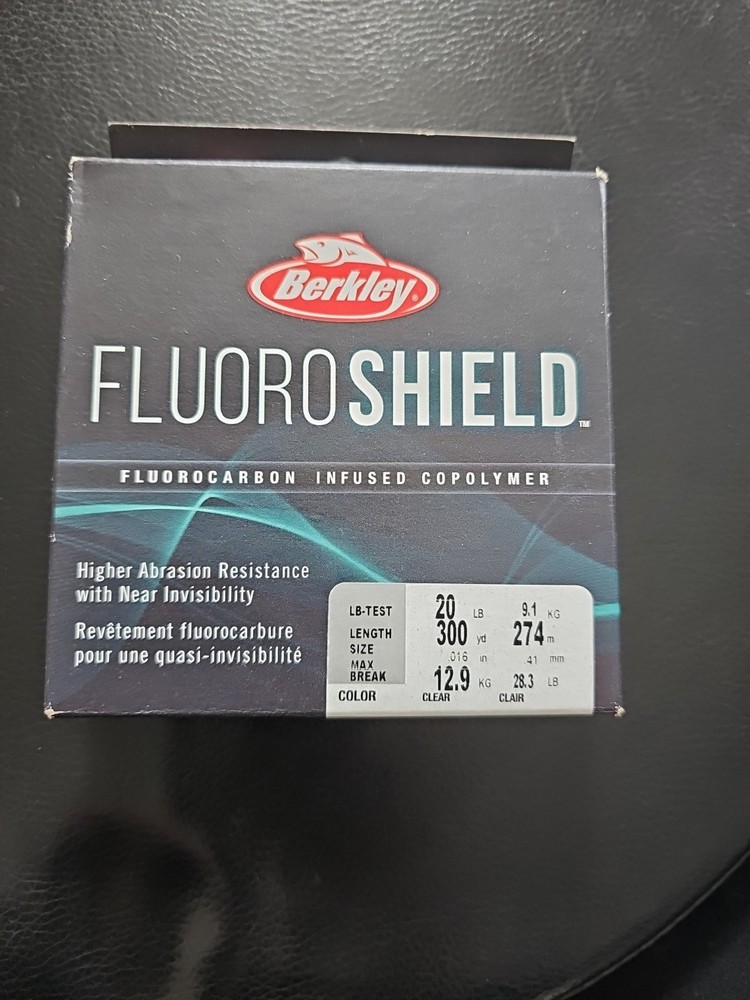 Berkley®
FLUOROSHIELD™
FLUOROCARBON INFUSED COPOLYMER
Higher Abrasion Resistance
with Near Invisibility
Revêtement fluorocarbure
pour une quasi-invisibilité
LB-TEST 20 LB 9.1 KG
LENGTH 300 yd 274 m
SIZE .016 in .41 mm
MAX
BREAK 12.9 KG 28.3 LB
COLOR CLEAR CLAIR